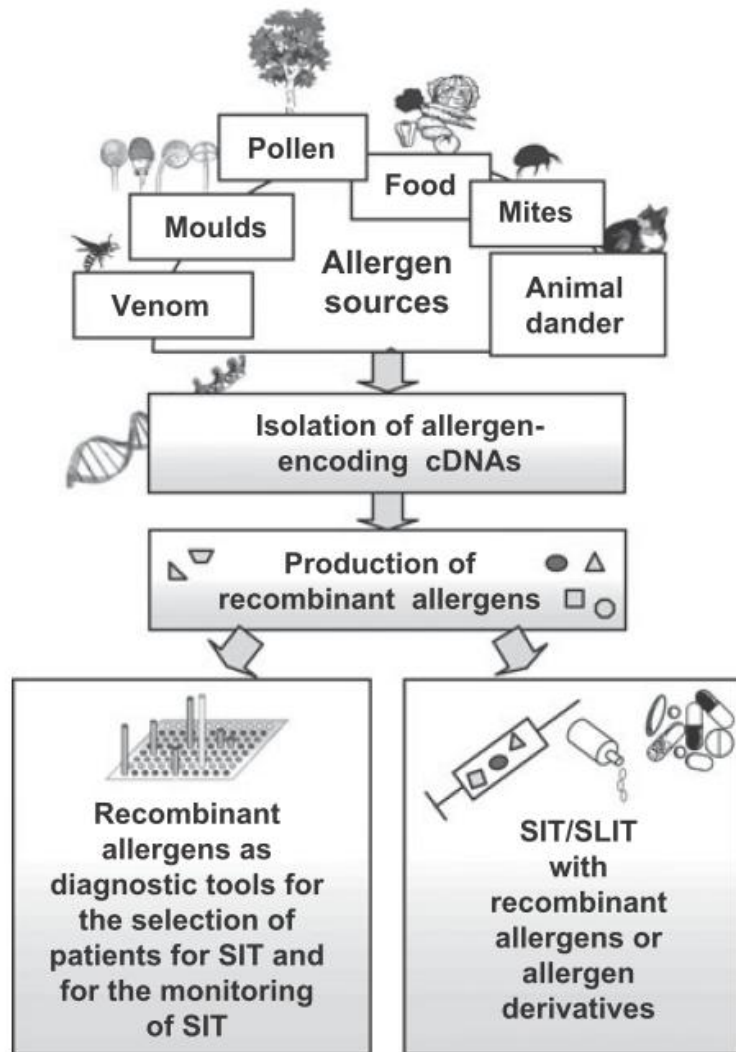 Pollen
Food
Mites
Moulds
Venom
Allergen
sources
Animal
dander
Isolation of allergen-
encoding cDNAs
Production of
recombinant allergens
Recombinant
allergens as
diagnostic tools for
the selection of
patients for SIT and
for the monitoring
of SIT
SIT/SLIT
with
recombinant
allergens or
allergen
derivatives